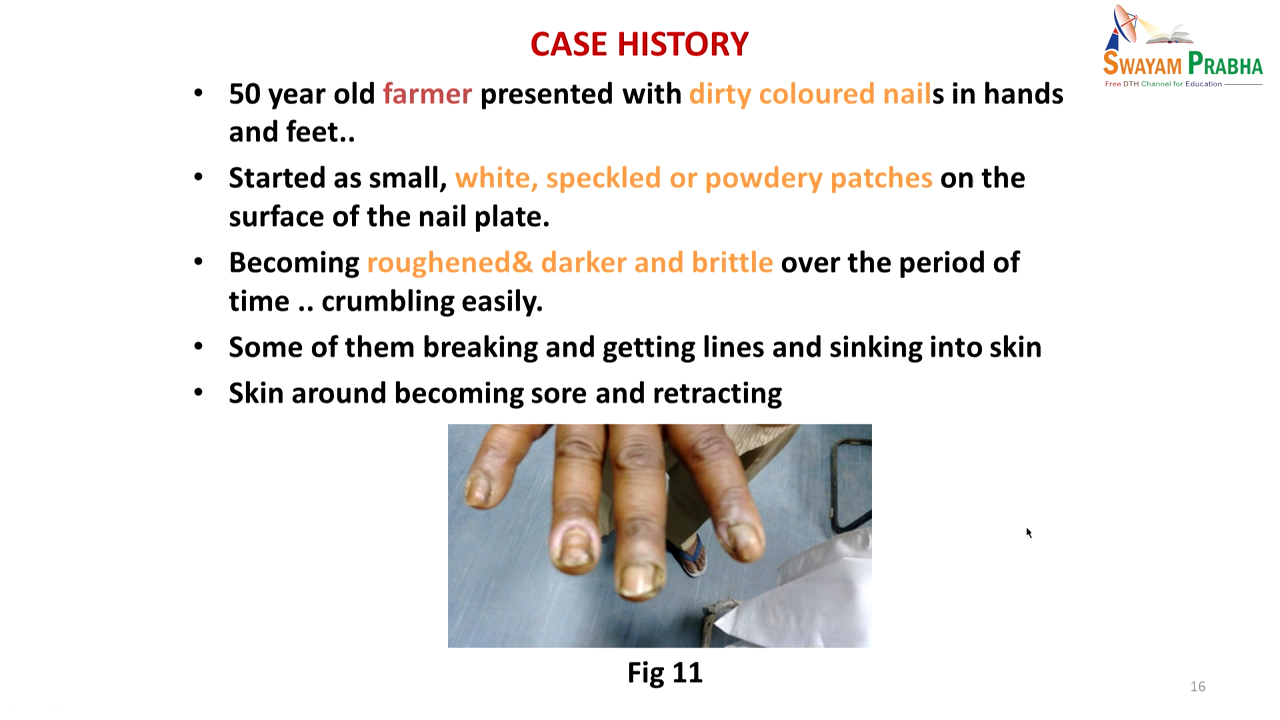 CASE HISTORY
SWAYAM PRABHA
Free DTH Channel for Education
• 50 year old farmer presented with dirty coloured nails in hands
and feet..
• Started as small, white, speckled or powdery patches on the
surface of the nail plate.
• Becoming roughened& darker and brittle over the period of
time .. crumbling easily.
• Some of them breaking and getting lines and sinking into skin
• Skin around becoming sore and retracting
Fig 11
16